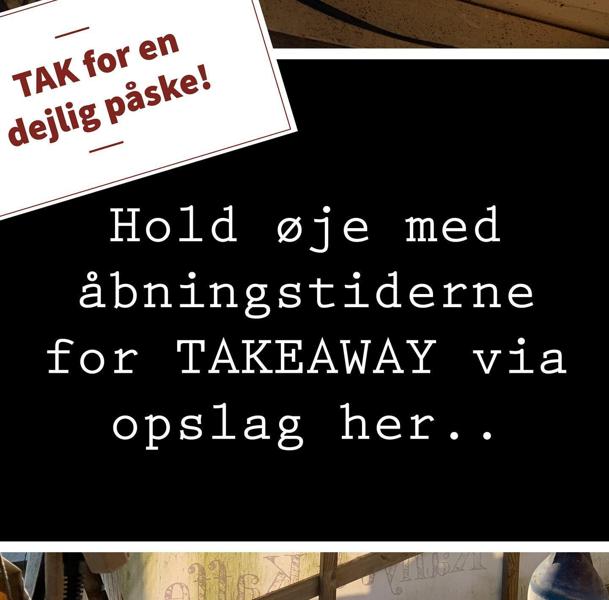 TAK for en
dejlig påske!
Hold øje med
åbningstiderne
for TAKEAWAY via
opslag her..